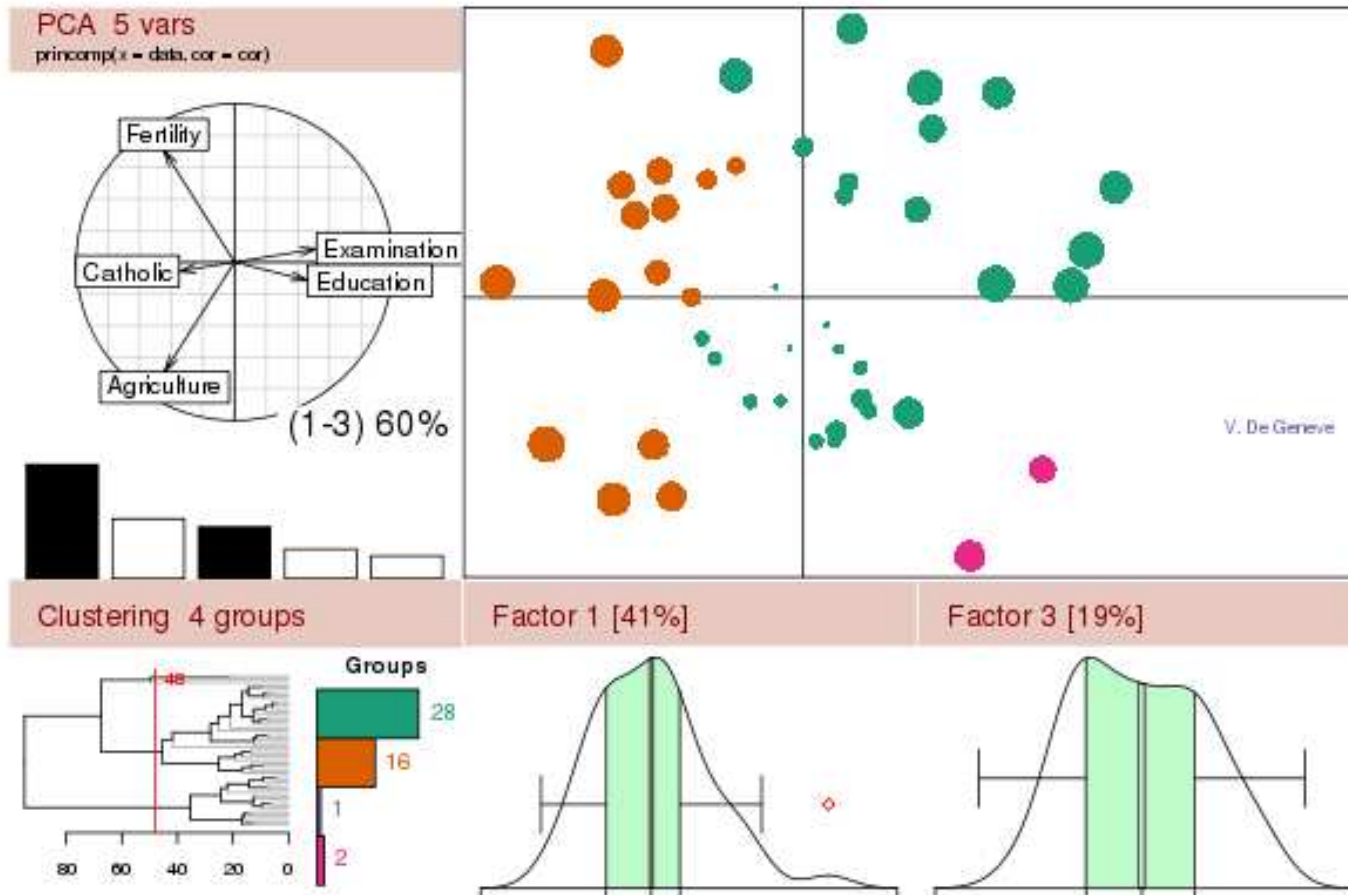 PCA 5 vars
princomp(x = data, cor = cor)
Fertility
Examination
Catholic
Education
Agriculture
(1-3) 60%
V. De Geneve
Clustering 4 groups
Factor 1 [41%]
Factor 3 [19%]
48
Groups
28
16
1
2
80 60 40 20 0